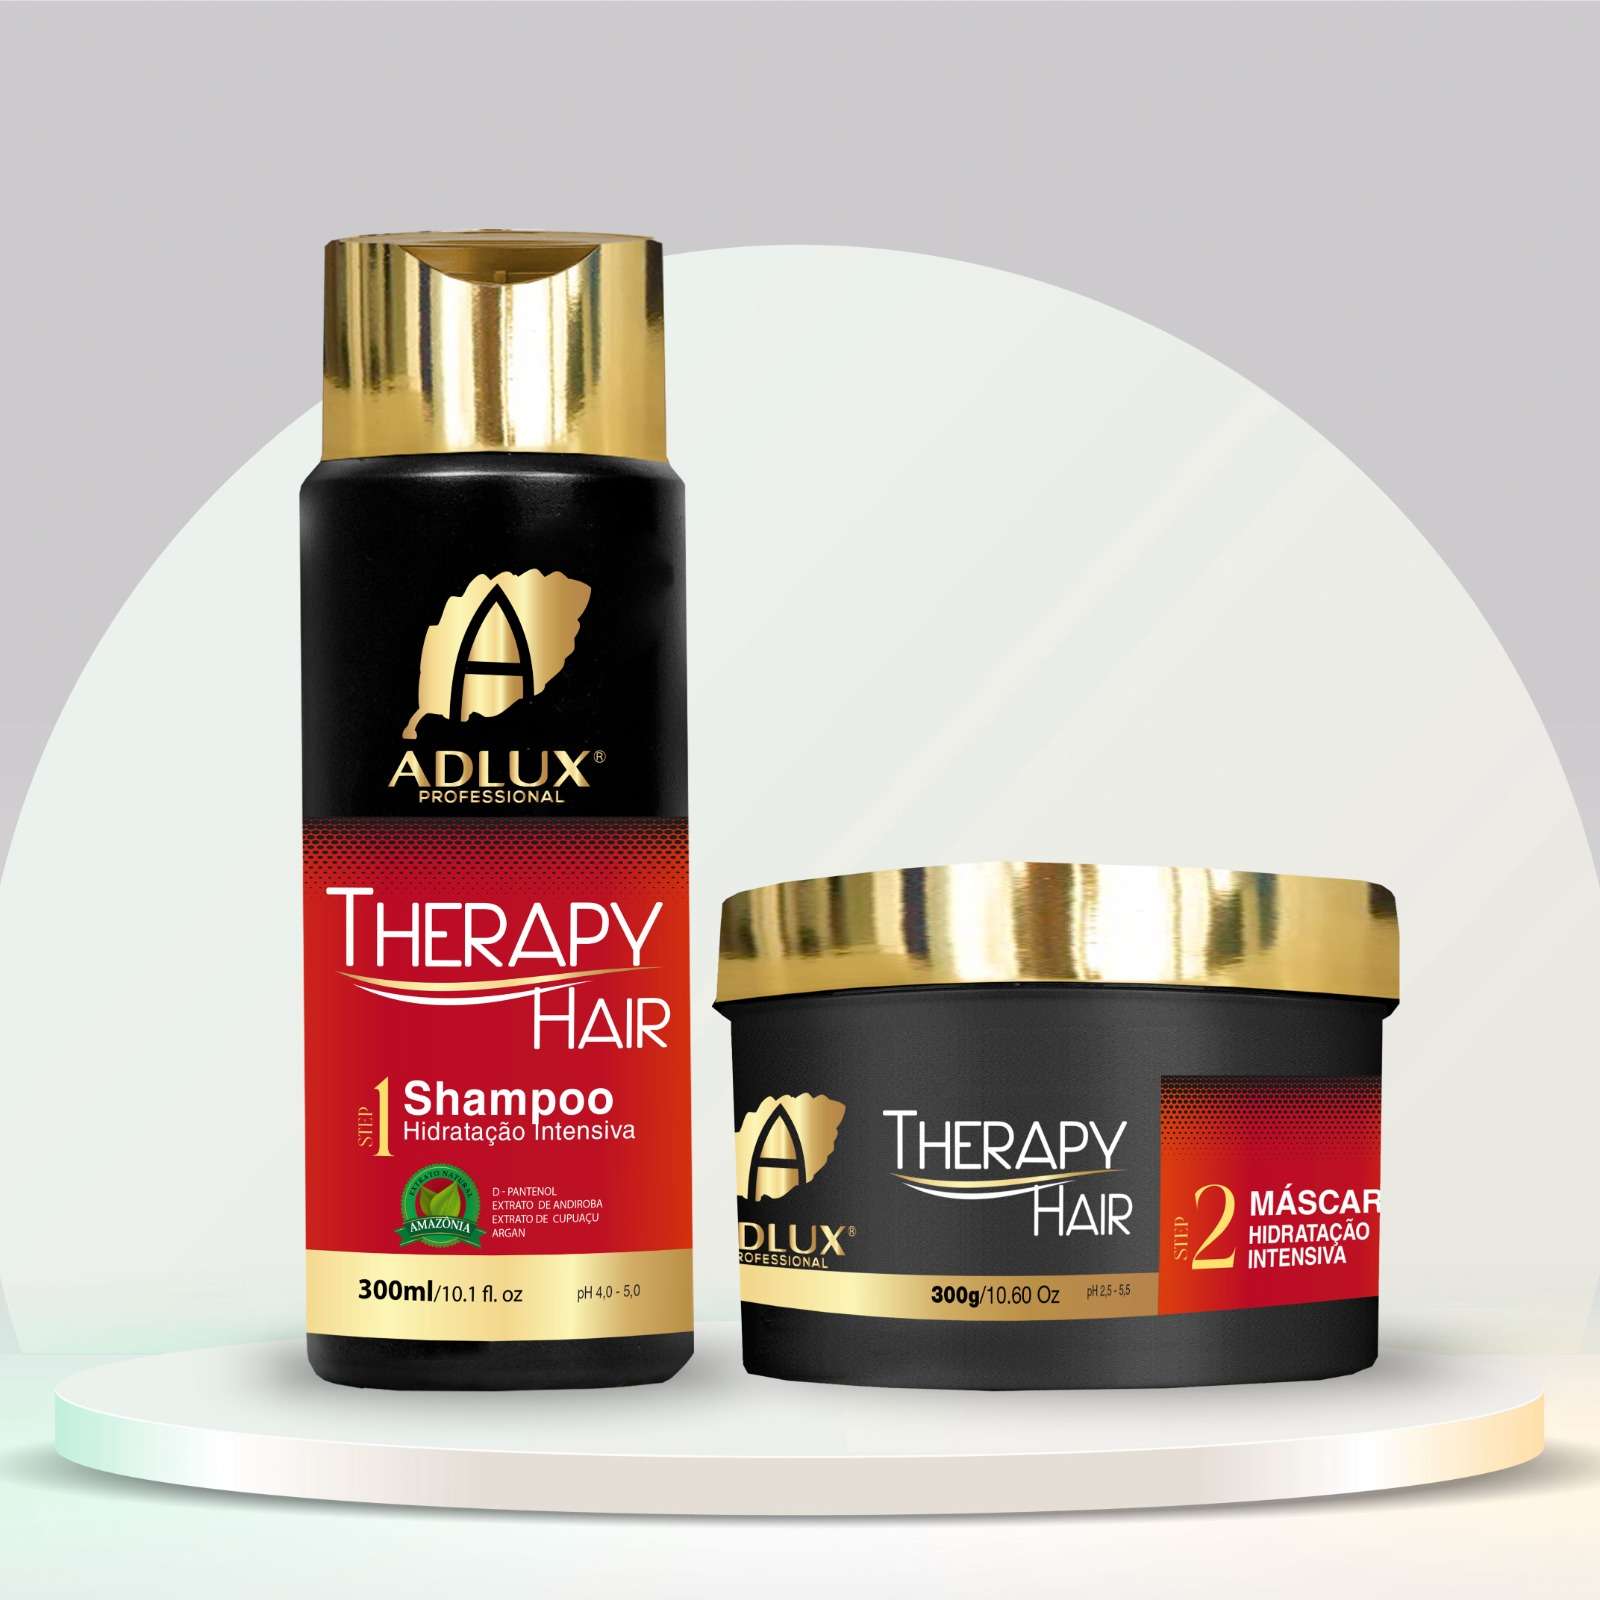 A
ADLUX®
PROFESSIONAL
THERAPY
HAIR
STEP 1
Shampoo
Hidratação Intensiva
EXTRATO NATURAL
AMAZÔNIA
D - PANTENOL
EXTRATO DE ANDIROBA
EXTRATO DE CUPUAÇU
ARGAN
300ml/10.1 fl. oz
pH 4,0 - 5,0
A
DLUX®
ROFESSIONAL
THERAPY
HAIR
300g/10.60 Oz
pH 2,5 - 5,5
STEP 2
MÁSCAR
HIDRATAÇÃO
INTENSIVA